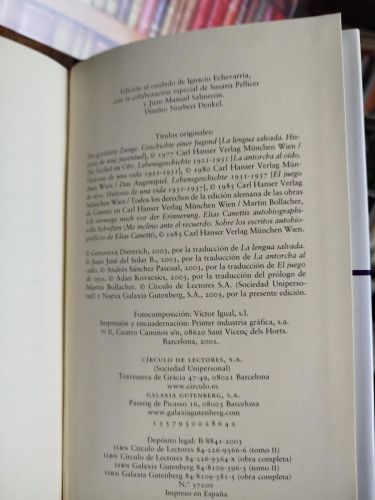 Edición al cuidado de Ignacio Echevarría,
con la colaboración especial de Susana Pellicer
y Juan Manuel Salmerón.
Diseño: Norbert Denkel.
Títulos originales:
Die gerettete Zunge. Geschichte einer Jugend [La lengua salvada. His-
toria de una juventud], © 1977 Carl Hanser Verlag München Wien /
Die Fackel im Ohr. Lebensgeschichte 1921-1931 [La antorcha al oído.
Historia de una vida 1921-1931], © 1980 Carl Hanser Verlag
München Wien / Das Augenspiel. Lebensgeschichte 1931-1937 [El juego
de ojos. Historia de una vida 1931-1937], © 1985 Carl Hanser Verlag
München Wien / Todos los derechos de la edición alemana de las obras
de Canetti en Carl Hanser Verlag München Wien / Martin Bollacher,
Ich verneige mich vor der Erinnerung. Elias Canettis autobiographi-
sche Schriften [Me inclino ante el recuerdo. Sobre los escritos autobio-
gráficos de Elias Canetti], © 1985 Carl Hanser Verlag München Wien.
© Genoveva Dieterich, 2005, por la traducción de La lengua salvada.
© Juan José del Solar B., 2003, por la traducción de La antorcha al
oído. © Andrés Sánchez Pascual, 2003, por la traducción de El juego
de ojos. © Adan Kovacsics, 2003, por la traducción del prólogo de
Martin Bollacher. © Círculo de Lectores, S.A. (Sociedad Unipersonal)
y Nueva Galaxia Gutenberg, S.A., 2003, por la presente edición.
Fotocomposición: Víctor Igual, s.l.
Impresión y encuadernación: Printer industria gráfica, s.a.
N II, Cuatro Caminos s/n, 08620 Sant Vicenç dels Horts.
Barcelona, 2002.
CÍRCULO DE LECTORES, S.A.
(Sociedad Unipersonal)
Travessera de Gràcia 47-49, 08021 Barcelona
www.circulo.es
GALAXIA GUTENBERG, S.A.
Passeig de Picasso 16, 08003 Barcelona
www.galaxiagutenberg.com
1 3 5 7 9 3 0 0 2 8 6 4 2
Depósito legal: B-8841-2003
ISBN Círculo de Lectores 84-226-9366-6 (tomo II)
ISBN Círculo de Lectores 84-226-9364-X (obra completa)
ISBN Galaxia Gutenberg 84-8109-396-3 (tomo II)
ISBN Galaxia Gutenberg 84-8109-381-5 (obra completa)
N.º 37200
Impreso en España